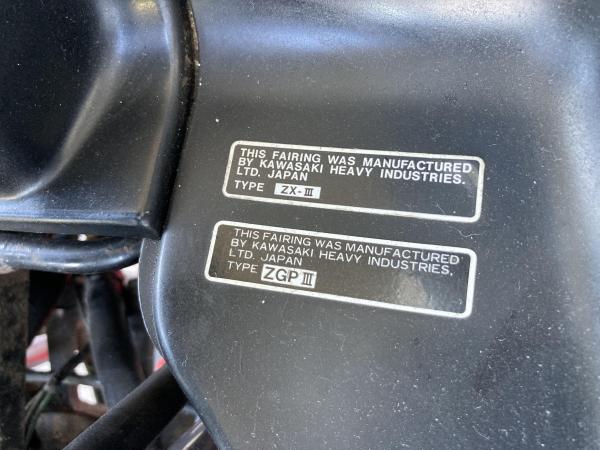 THIS FAIRING WAS MANUFACTURED
BY KAWASAKI HEAVY INDUSTRIES.
LTD. JAPAN
TYPE ZX-III
THIS FAIRING WAS MANUFACTURED
BY KAWASAKI HEAVY INDUSTRIES,
LTD. JAPAN
TYPE ZGP III